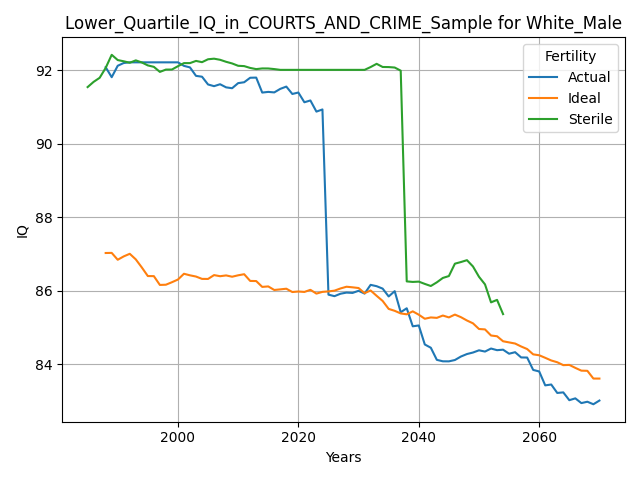 Lower_Quartile_IQ_in_COURTS_AND_CRIME_Sample for White_Male
Fertility
Actual
Ideal
Sterile
92
90
88
86
84
IQ
2000
2020
2040
2060
Years